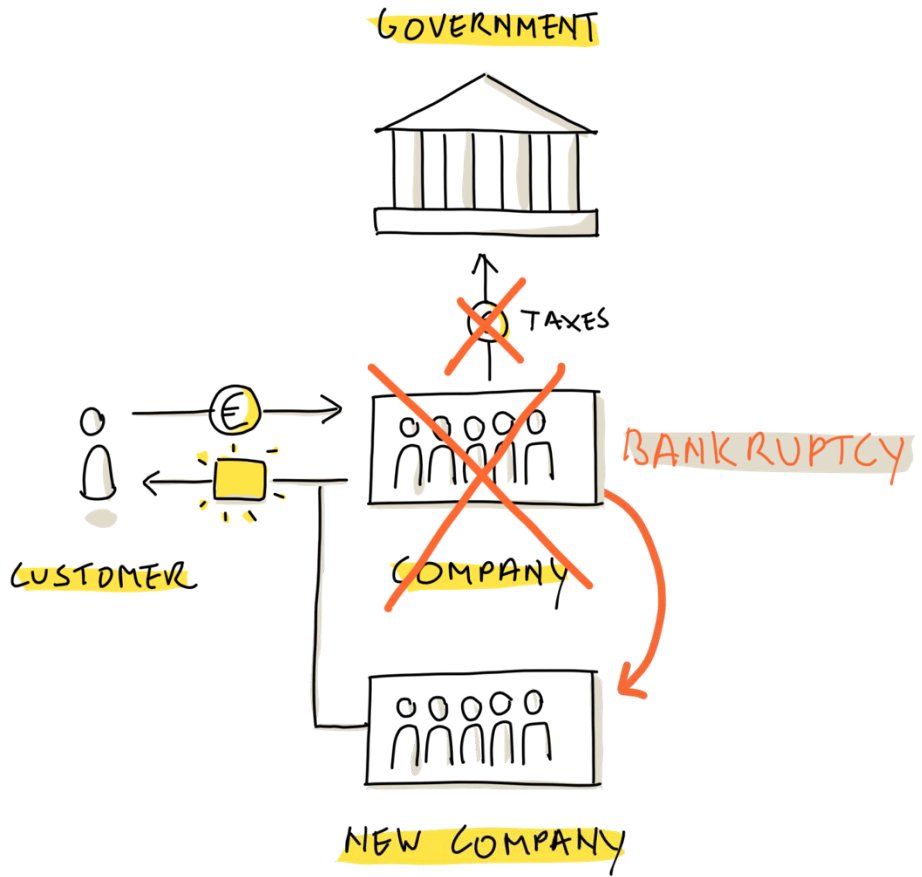 GOVERNMENT
TAXES
€
BANKRUPTCY
CUSTOMER
COMPANY
NEW COMPANY